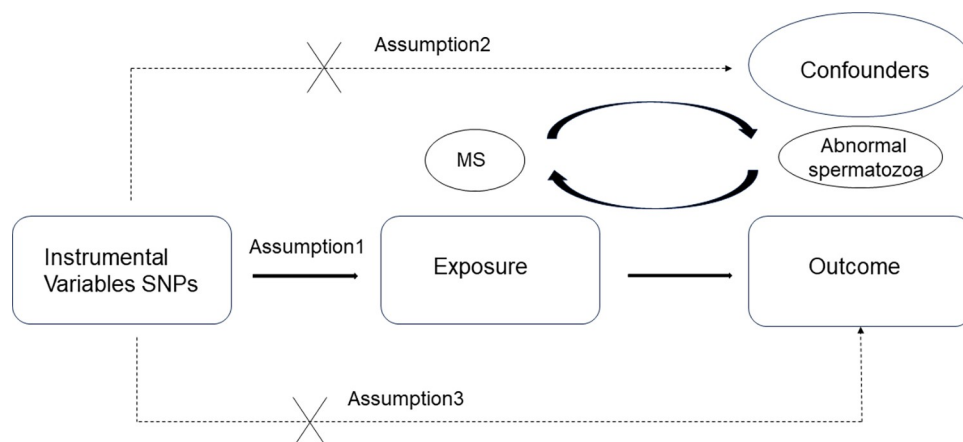 Assumption2
Confounders
MS
Abnormal
spermatozoa
Instrumental
Variables SNPs
Assumption1
Exposure
Outcome
Assumption3